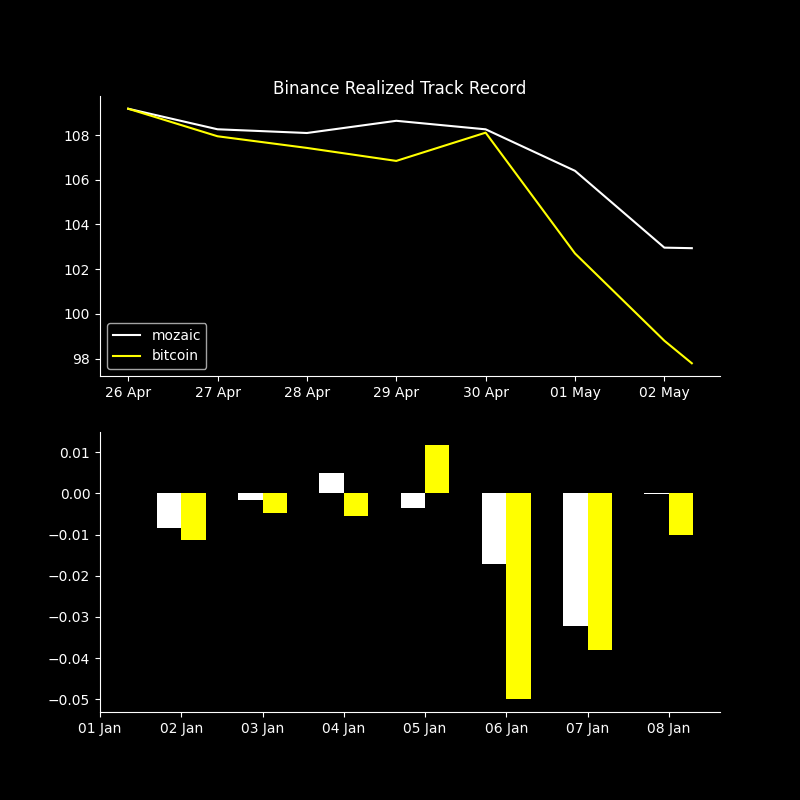 Binance Realized Track Record
108
106
104
102
100
98
mozaic
bitcoin
26 Apr 27 Apr 28 Apr 29 Apr 30 Apr 01 May 02 May
0.01
0.00
−0.01
−0.02
−0.03
−0.04
−0.05
01 Jan 02 Jan 03 Jan 04 Jan 05 Jan 06 Jan 07 Jan 08 Jan